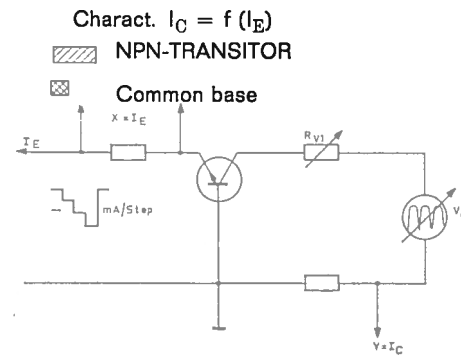 Charact. I_C = f (I_E)
NPN-TRANSITOR
Common base
X = I_E
I_E
R_V1
- mA/Step
V
Y = I_C